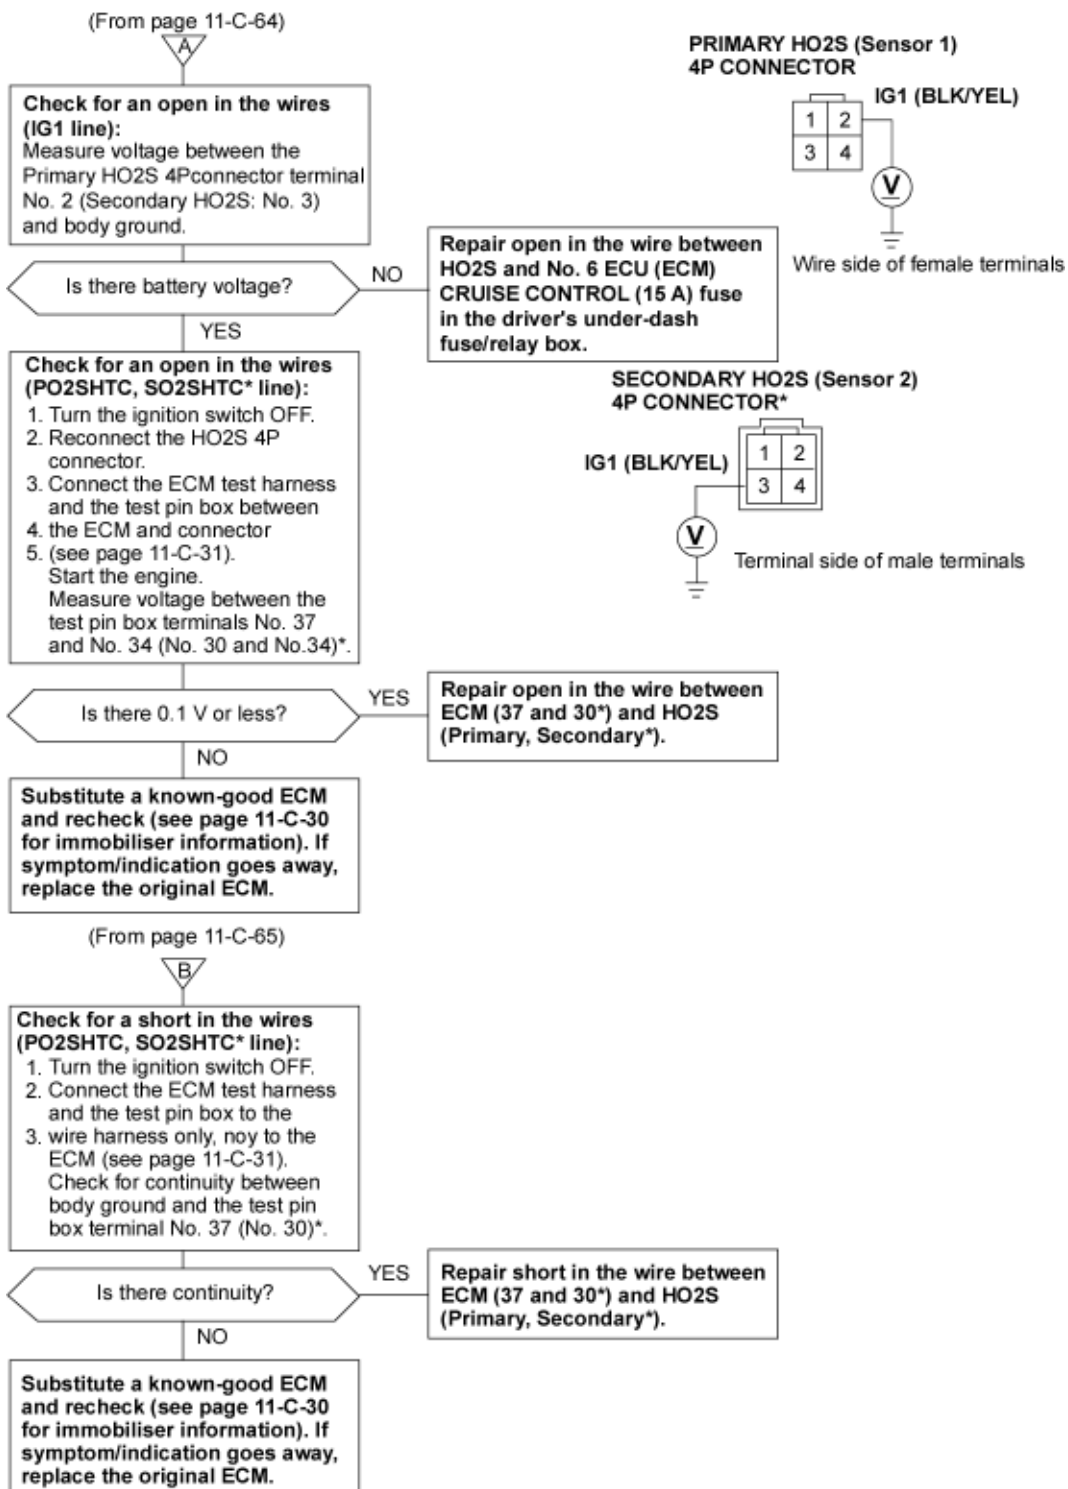 (From page 11-C-64)
A
Check for an open in the wires
(IG1 line):
Measure voltage between the
Primary HO2S 4Pconnector terminal
No. 2 (Secondary HO2S: No. 3)
and body ground.
PRIMARY HO2S (Sensor 1)
4P CONNECTOR
IG1 (BLK/YEL)
1 2
3 4
V
Wire side of female terminals
Is there battery voltage?
NO
Repair open in the wire between
HO2S and No. 6 ECU (ECM)
CRUISE CONTROL (15 A) fuse
in the driver's under-dash
fuse/relay box.
YES
Check for an open in the wires
(PO2SHTC, SO2SHTC* line):
1. Turn the ignition switch OFF.
2. Reconnect the HO2S 4P
connector.
3. Connect the ECM test harness
and the test pin box between
4. the ECM and connector
5. (see page 11-C-31).
Start the engine.
Measure voltage between the
test pin box terminals No. 37
and No. 34 (No. 30 and No.34)*.
SECONDARY HO2S (Sensor 2)
4P CONNECTOR*
IG1 (BLK/YEL)
1 2
3 4
V
Terminal side of male terminals
Is there 0.1 V or less?
YES
Repair open in the wire between
ECM (37 and 30*) and HO2S
(Primary, Secondary*).
NO
Substitute a known-good ECM
and recheck (see page 11-C-30
for immobiliser information). If
symptom/indication goes away,
replace the original ECM.
(From page 11-C-65)
B
Check for a short in the wires
(PO2SHTC, SO2SHTC* line):
1. Turn the ignition switch OFF.
2. Connect the ECM test harness
and the test pin box to the
3. wire harness only, noy to the
ECM (see page 11-C-31).
Check for continuity between
body ground and the test pin
box terminal No. 37 (No. 30)*.
Is there continuity?
YES
Repair short in the wire between
ECM (37 and 30*) and HO2S
(Primary, Secondary*).
NO
Substitute a known-good ECM
and recheck (see page 11-C-30
for immobiliser information). If
symptom/indication goes away,
replace the original ECM.